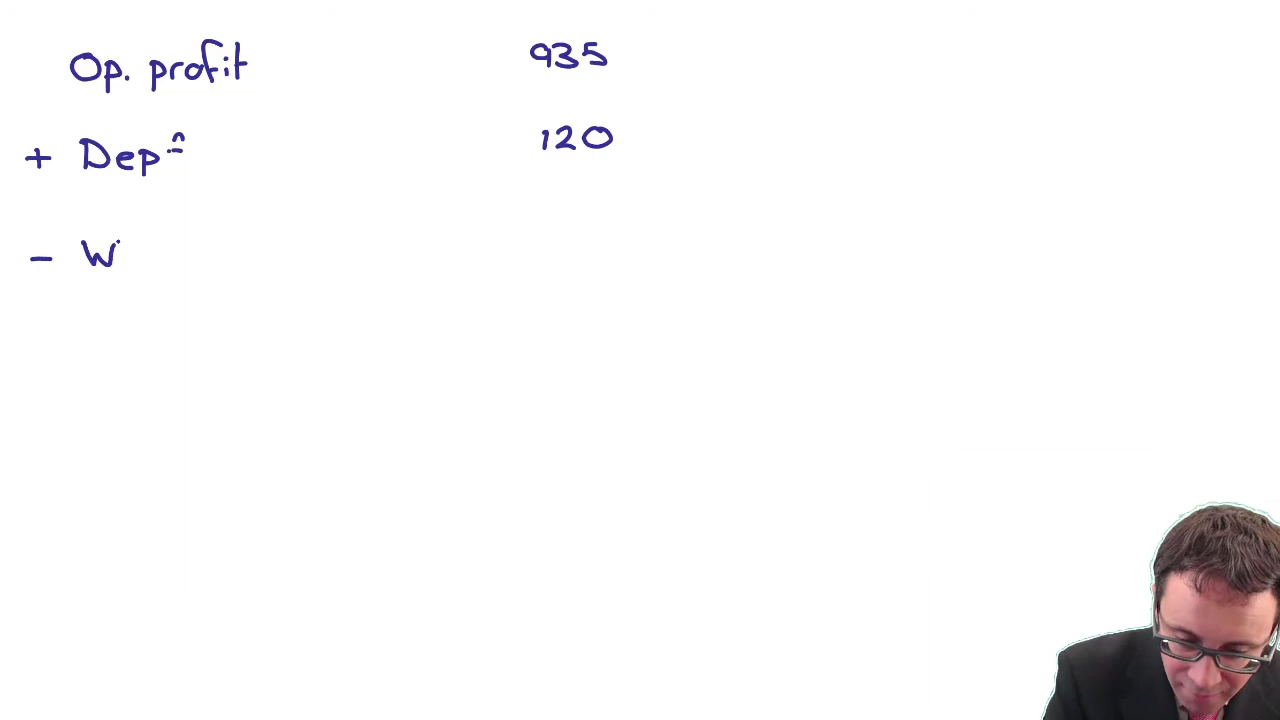 Op. profit 935
+ Depⁿ 120
- W